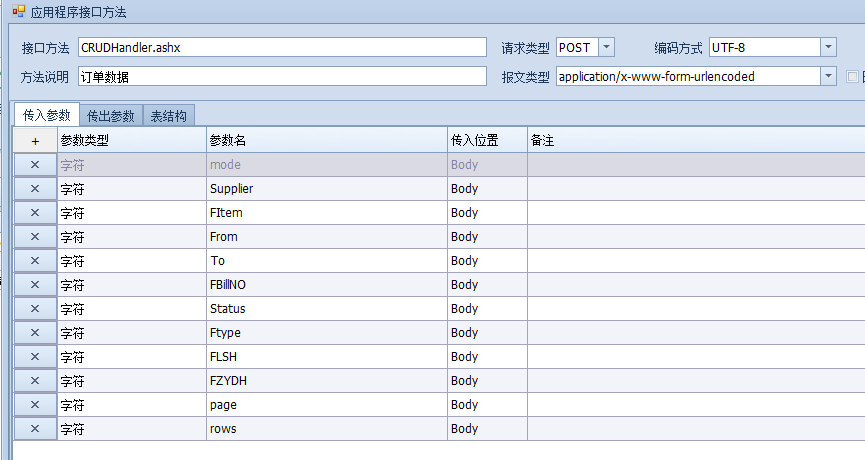 应用程序接口方法
接口方法 CRUDHandler.ashx 请求类型 POST 编码方式 UTF-8
方法说明 订单数据 报文类型 application/x-www-form-urlencoded
传入参数 传出参数 表结构
+ 参数类型 参数名 传入位置 备注
× 字符 mode Body
× 字符 Supplier Body
× 字符 FItem Body
× 字符 From Body
× 字符 To Body
× 字符 FBillNO Body
× 字符 Status Body
× 字符 Ftype Body
× 字符 FLSH Body
× 字符 FZYDH Body
× 字符 page Body
× 字符 rows Body